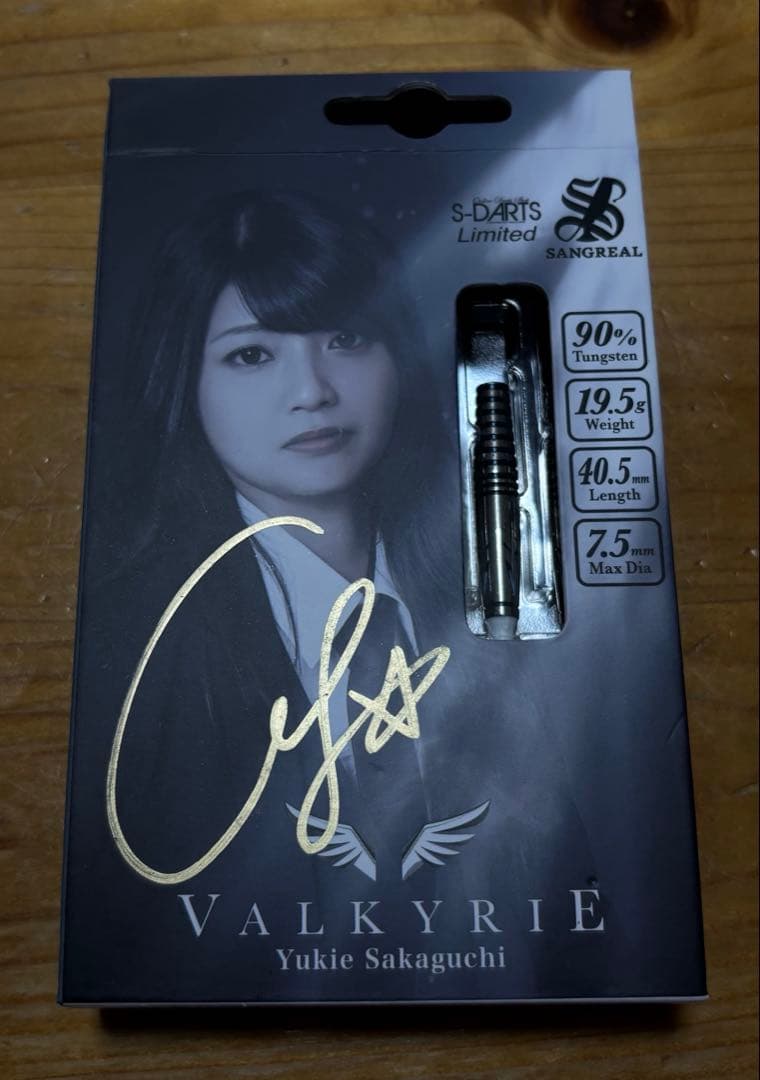 S-DARTS
Limited
SANGREAL
90%
Tungsten
19.5g
Weight
40.5mm
Length
7.5mm
Max Dia
VALKYRIE
Yukie Sakaguchi